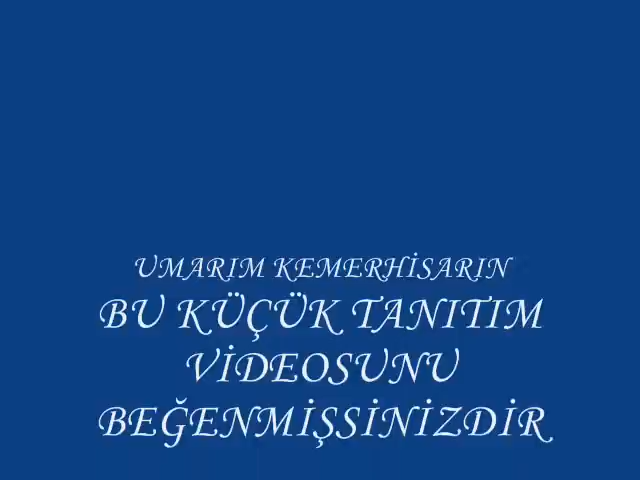 UMARIM KEMERHİSARIN
BU KÜÇÜK TANITIM
VİDEOSUNU
BEĞENMİŞSİNİZDİR